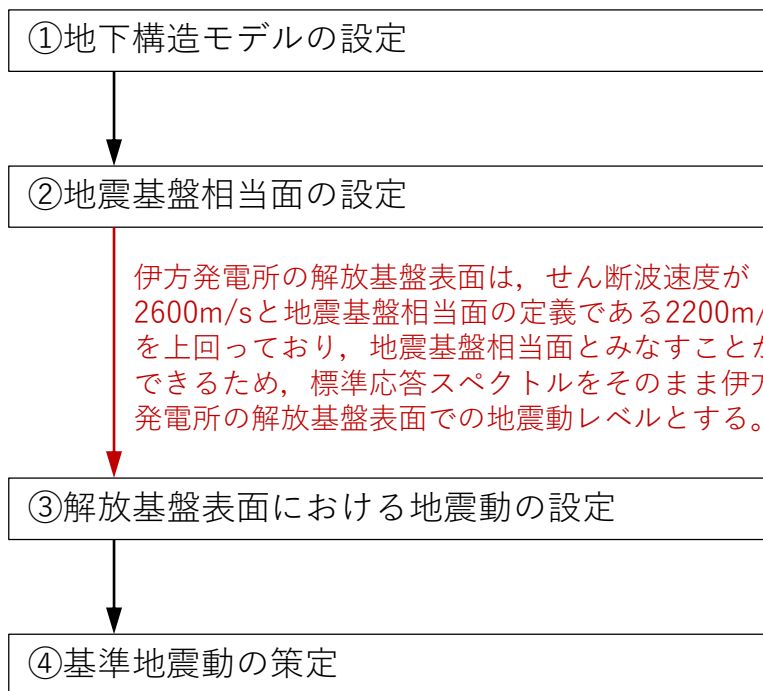 ①地下構造モデルの設定
②地震基盤相当面の設定
伊方発電所の解放基盤表面は，せん断波速度が
2600m/sと地震基盤相当面の定義である2200m/
を上回っており，地震基盤相当面とみなすことが
できるため，標準応答スペクトルをそのまま伊方
発電所の解放基盤表面での地震動レベルとする。
③解放基盤表面における地震動の設定
④基準地震動の策定